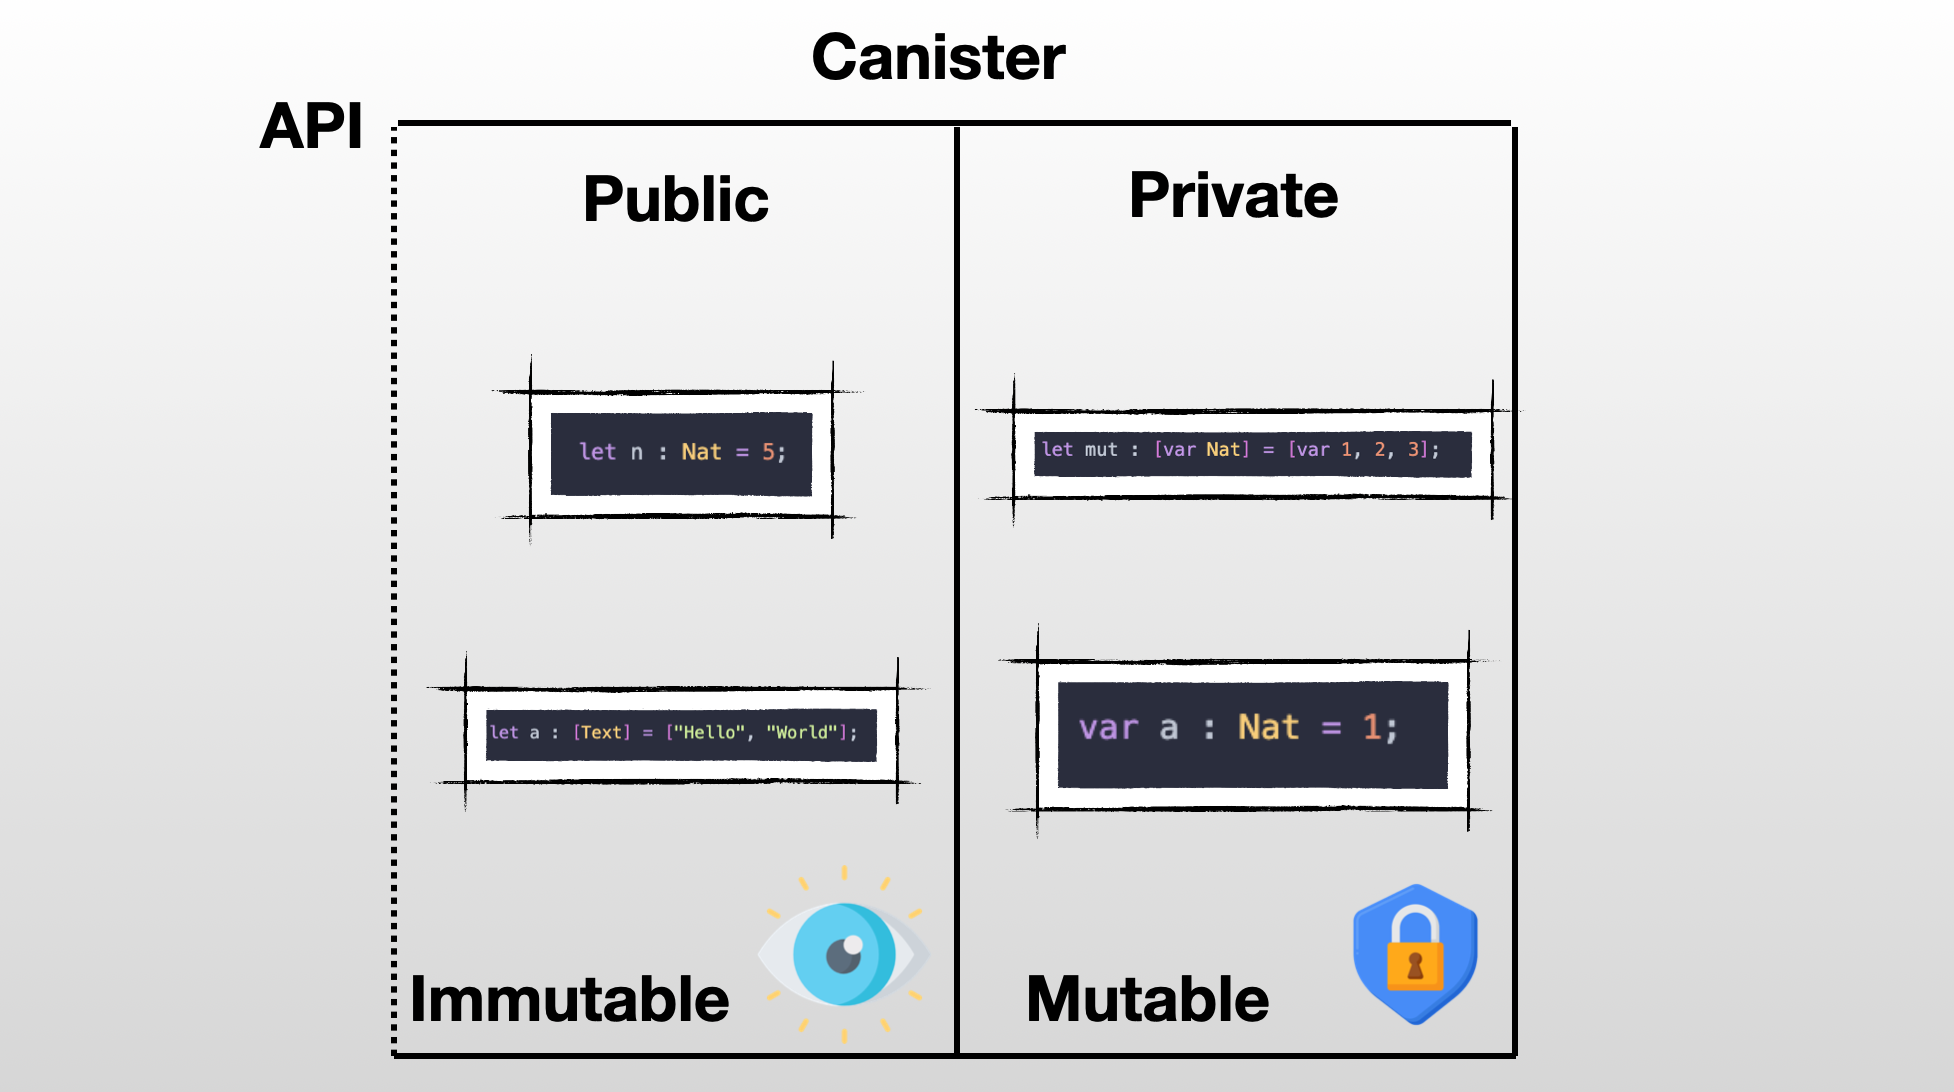 Canister
API
Public
Private
let n : Nat = 5;
let mut : [var Nat] = [var 1, 2, 3];
let a : [Text] = ["Hello", "World"];
var a : Nat = 1;
Immutable
Mutable